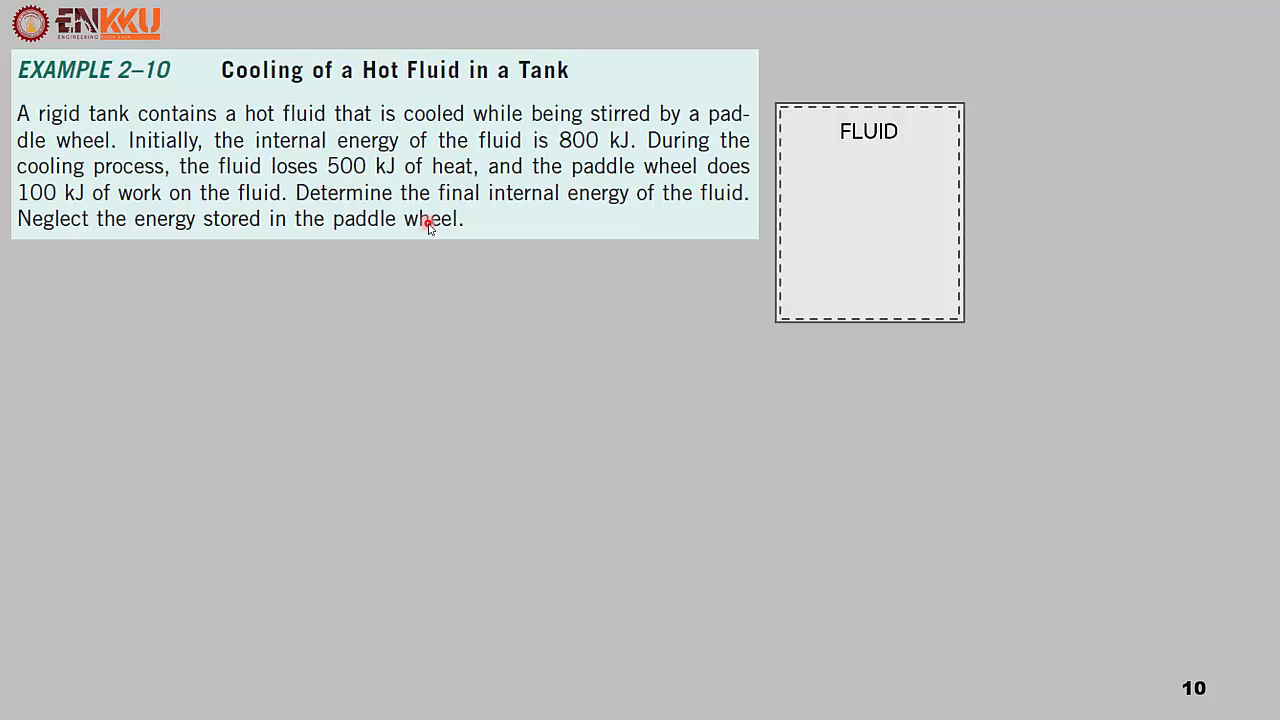 ENKKU
EXAMPLE 2–10 Cooling of a Hot Fluid in a Tank
A rigid tank contains a hot fluid that is cooled while being stirred by a pad-
dle wheel. Initially, the internal energy of the fluid is 800 kJ. During the
cooling process, the fluid loses 500 kJ of heat, and the paddle wheel does
100 kJ of work on the fluid. Determine the final internal energy of the fluid.
Neglect the energy stored in the paddle wheel.
FLUID
10